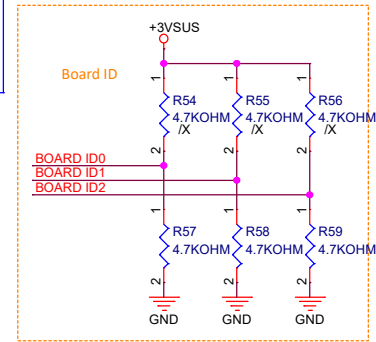 +3VSUS
Board ID
1 1 1
R54 R55 R56
4.7KOHM 4.7KOHM 4.7KOHM
/X /X /X
2 2 2
BOARD ID0
BOARD ID1
BOARD ID2
1 1 1
R57 R58 R59
4.7KOHM 4.7KOHM 4.7KOHM
2 2 2
GND GND GND